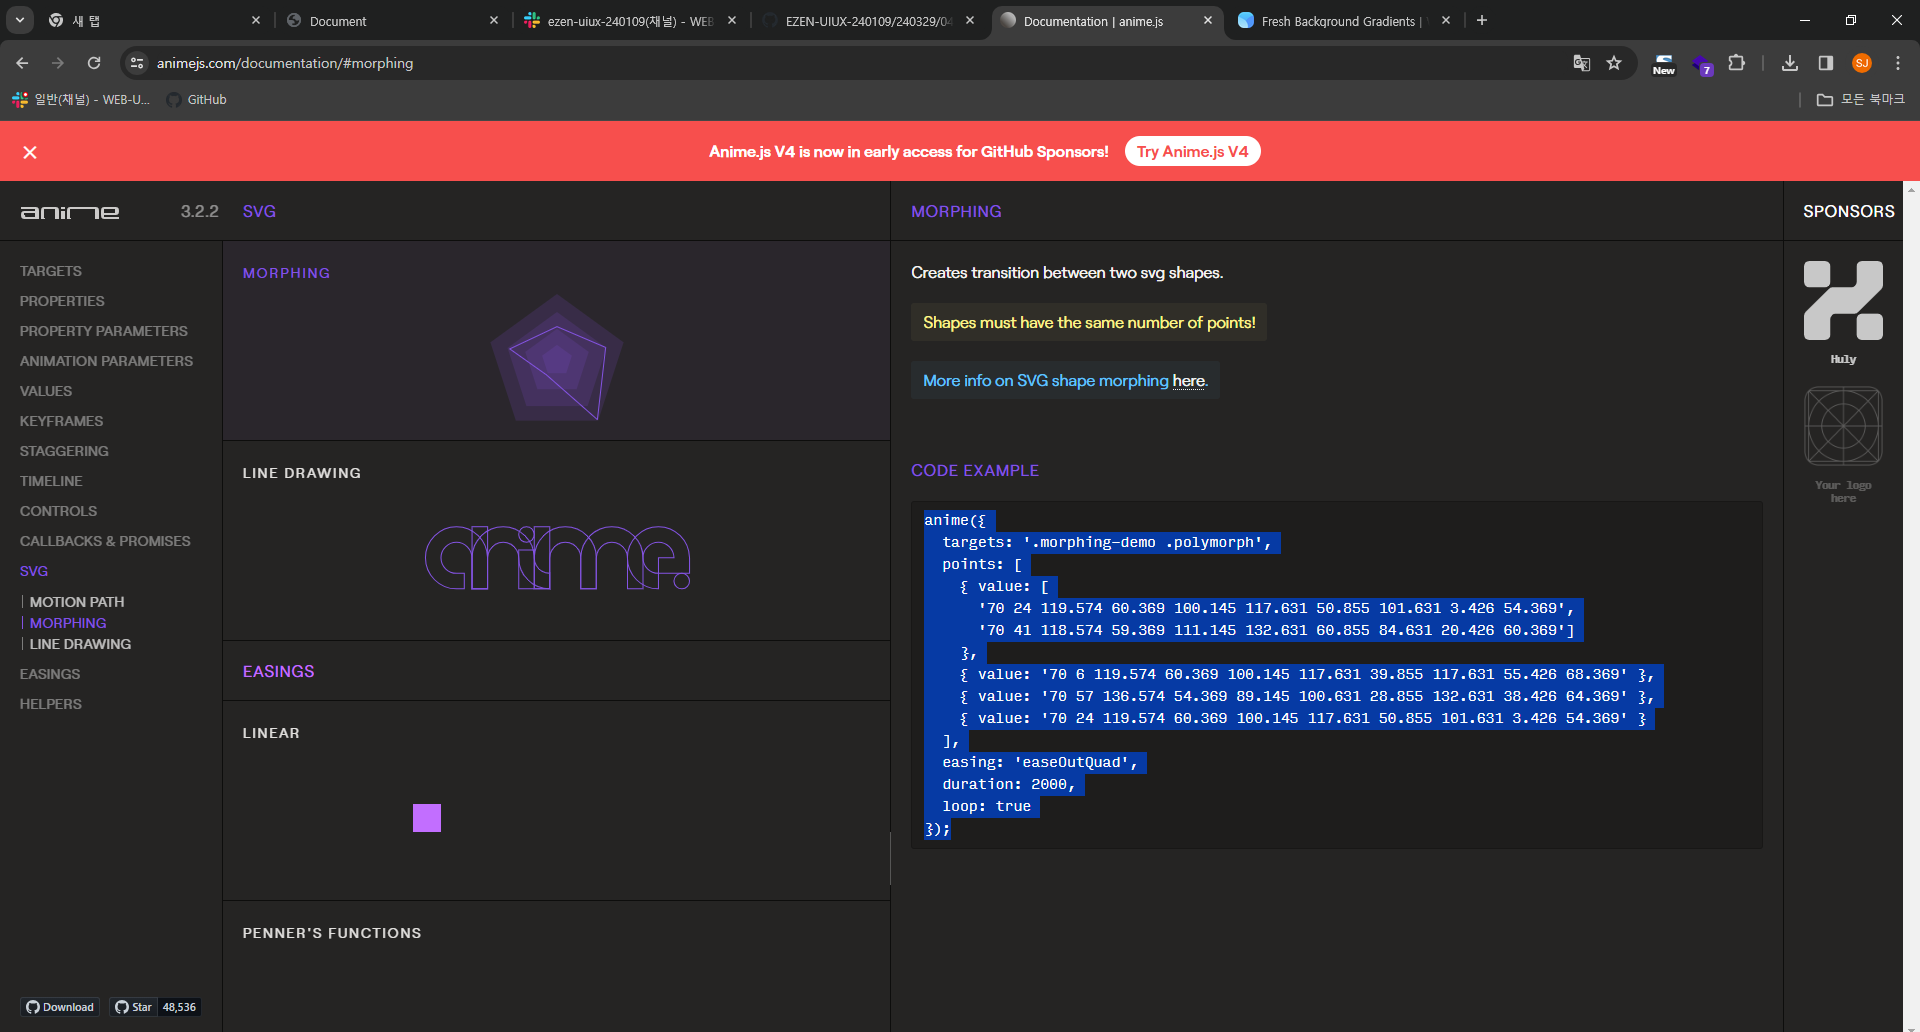 새 탭
Document
ezen-uiux-240109(채널) - WEB
EZEN-UIUX-240109/240329/04
Documentation | anime.js
Fresh Background Gradients |
animejs.com/documentation/#morphing
New
7
SJ
일반(채널) - WEB-U...
GitHub
모든 북마크
Anime.js V4 is now in early access for GitHub Sponsors!
Try Anime.js V4
anime
3.2.2
SVG
MORPHING
SPONSORS
TARGETS
PROPERTIES
PROPERTY PARAMETERS
ANIMATION PARAMETERS
VALUES
KEYFRAMES
STAGGERING
TIMELINE
CONTROLS
CALLBACKS & PROMISES
SVG
MOTION PATH
MORPHING
LINE DRAWING
EASINGS
HELPERS
Download
Star
48,536
MORPHING
LINE DRAWING
anime.
EASINGS
LINEAR
PENNER'S FUNCTIONS
Creates transition between two svg shapes.
Shapes must have the same number of points!
More info on SVG shape morphing here.
CODE EXAMPLE
anime({
targets: '.morphing-demo .polymorph',
points: [
{ value: [
'70 24 119.574 60.369 100.145 117.631 50.855 101.631 3.426 54.369',
'70 41 118.574 59.369 111.145 132.631 60.855 84.631 20.426 60.369']
},
{ value: '70 6 119.574 60.369 100.145 117.631 39.855 117.631 55.426 68.369' },
{ value: '70 57 136.574 54.369 89.145 100.631 28.855 132.631 38.426 64.369' },
{ value: '70 24 119.574 60.369 100.145 117.631 50.855 101.631 3.426 54.369' }
],
easing: 'easeOutQuad',
duration: 2000,
loop: true
});
Huly
Your logo
here